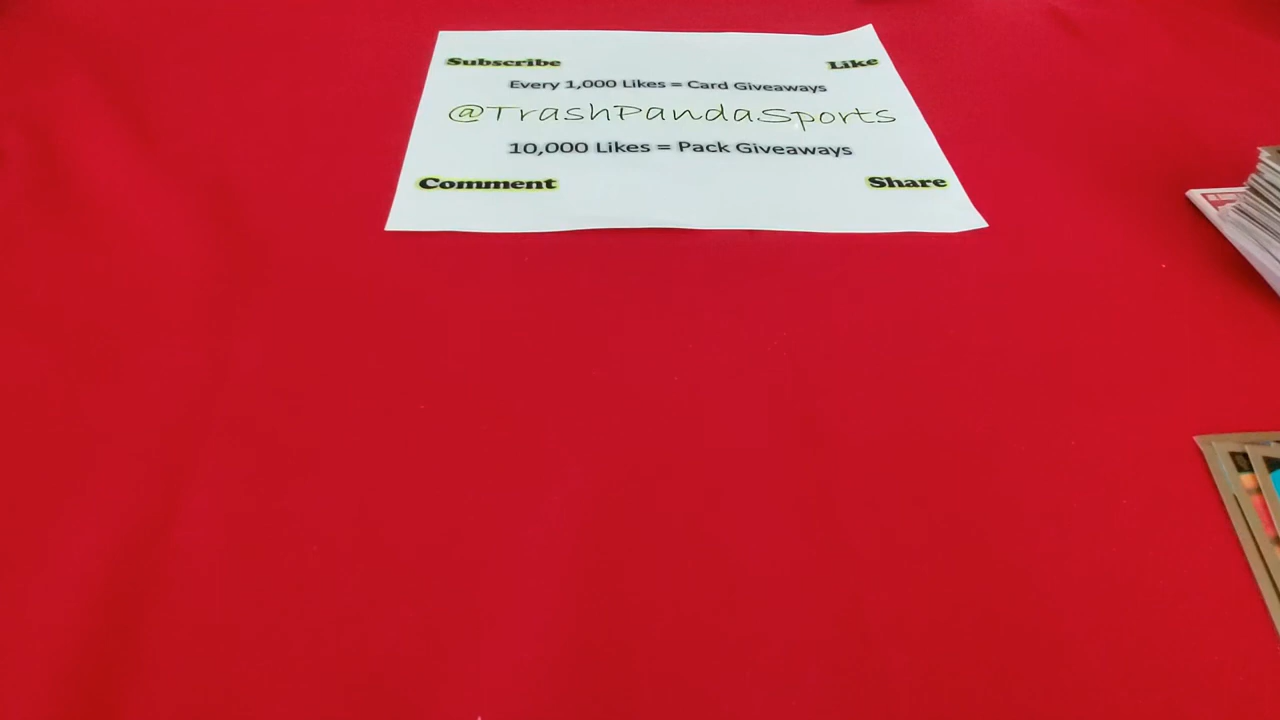 Subscribe Like
Every 1,000 Likes = Card Giveaways
@TrashPandaSports
10,000 Likes = Pack Giveaways
Comment Share